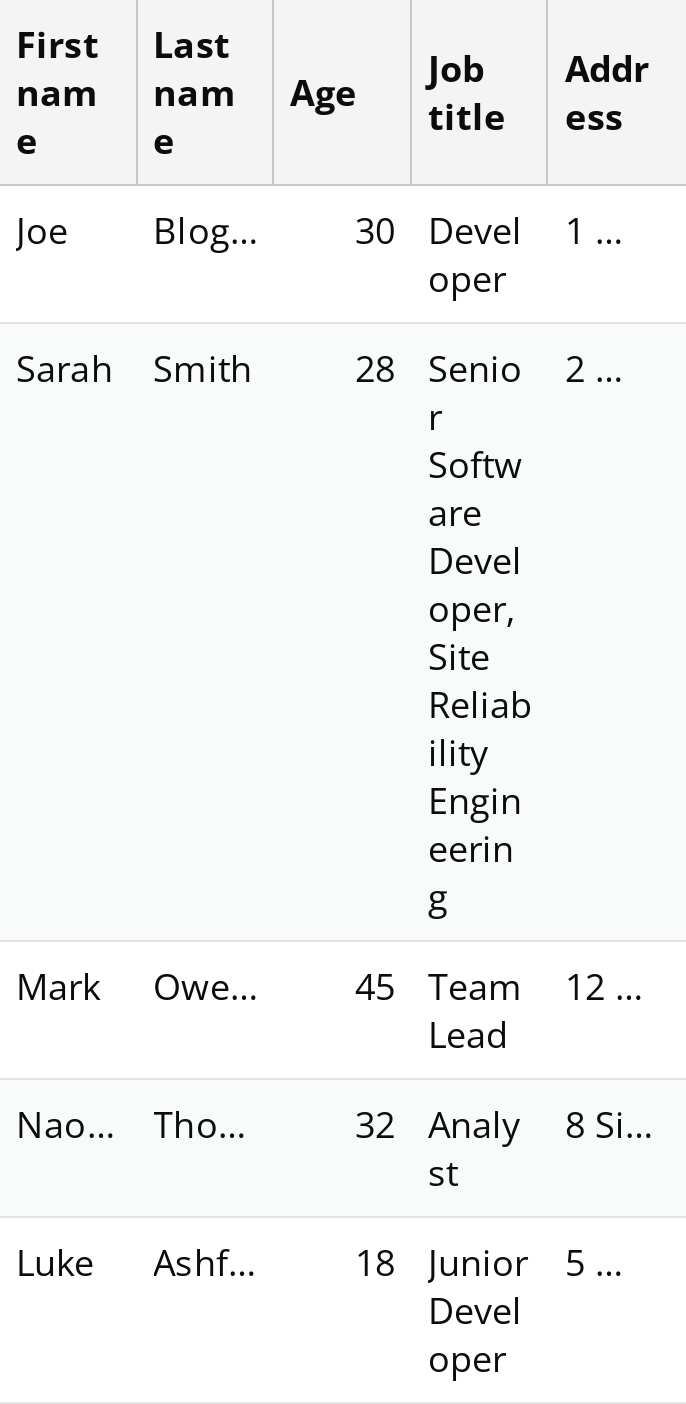 First name Last name Age Job title Address
Joe Blog... 30 Developer 1 ...
Sarah Smith 28 Senior Software Developer, Site Reliability Engineering 2 ...
Mark Owe... 45 Team Lead 12 ...
Nao... Tho... 32 Analyst 8 Si...
Luke Ashf... 18 Junior Developer 5 ...